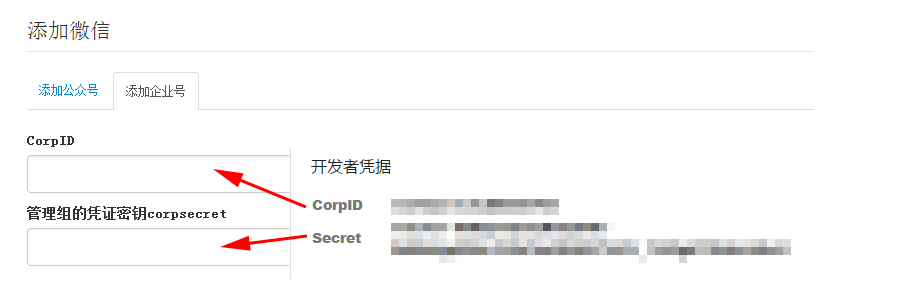 添加微信
添加公众号
添加企业号
CorpID
开发者凭据
CorpID
管理组的凭证密钥corpsecret
Secret